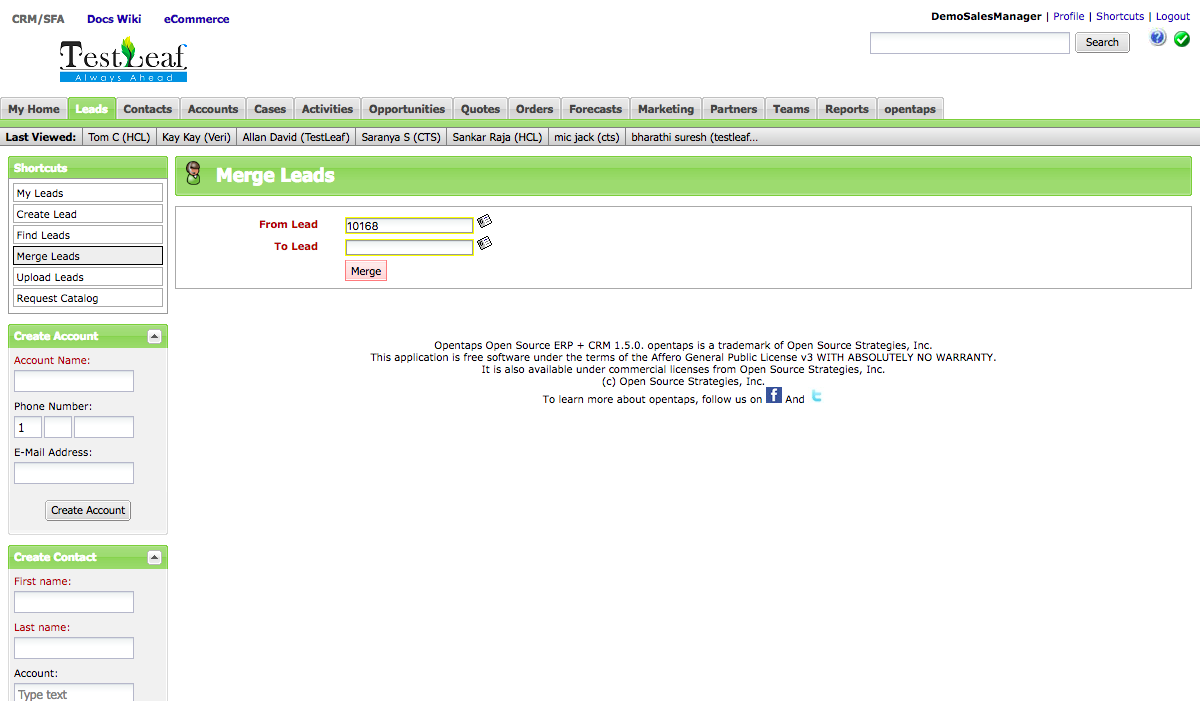 CRM/SFA Docs Wiki eCommerce
DemoSalesManager | Profile | Shortcuts | Logout
TestLeaf
Always Ahead
Search
?
My Home Leads Contacts Accounts Cases Activities Opportunities Quotes Orders Forecasts Marketing Partners Teams Reports opentaps
Last Viewed: Tom C (HCL) Kay Kay (Veri) Allan David (TestLeaf) Saranya S (CTS) Sankar Raja (HCL) mic jack (cts) bharathi suresh (testleaf...
Shortcuts
My Leads
Create Lead
Find Leads
Merge Leads
Upload Leads
Request Catalog
Merge Leads
From Lead 10168
To Lead
Merge
Create Account
Account Name:
Phone Number:
1
E-Mail Address:
Create Account
Create Contact
First name:
Last name:
Account:
Type text
Opentaps Open Source ERP + CRM 1.5.0. opentaps is a trademark of Open Source Strategies, Inc.
This application is free software under the terms of the Affero General Public License v3 WITH ABSOLUTELY NO WARRANTY.
It is also available under commercial licenses from Open Source Strategies, Inc.
(c) Open Source Strategies, Inc.
To learn more about opentaps, follow us on f And t